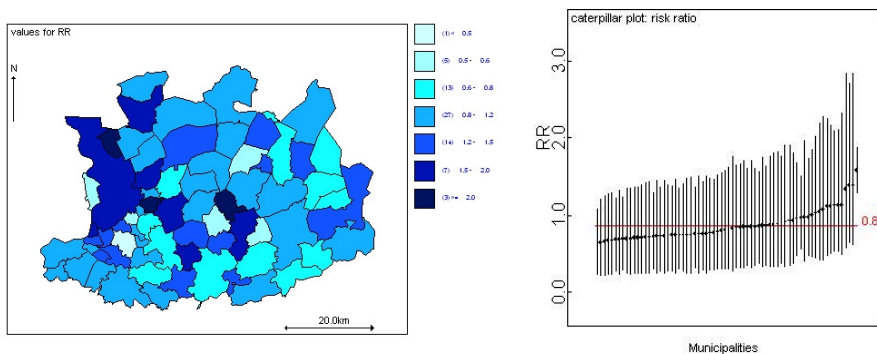 values for RR
N
20.0km
(1) < 0.5
(5) 0.5 - 0.6
(13) 0.6 - 0.8
(27) 0.8 - 1.2
(14) 1.2 - 1.5
(7) 1.5 - 2.0
(3) >= 2.0
caterpillar plot: risk ratio
3.0
2.0
1.0
0.0
RR
0.8
Municipalities